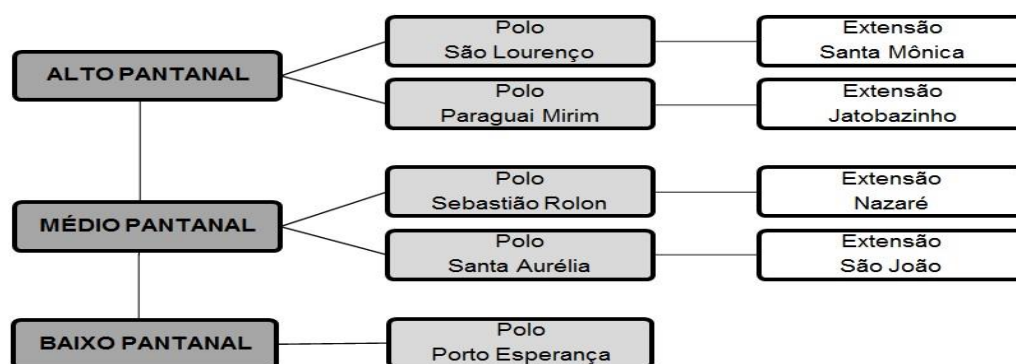 ALTO PANTANAL
Polo
São Lourenço
Extensão
Santa Mônica
Polo
Paraguai Mirim
Extensão
Jatobazinho
MÉDIO PANTANAL
Polo
Sebastião Rolon
Extensão
Nazaré
Polo
Santa Aurélia
Extensão
São João
BAIXO PANTANAL
Polo
Porto Esperança